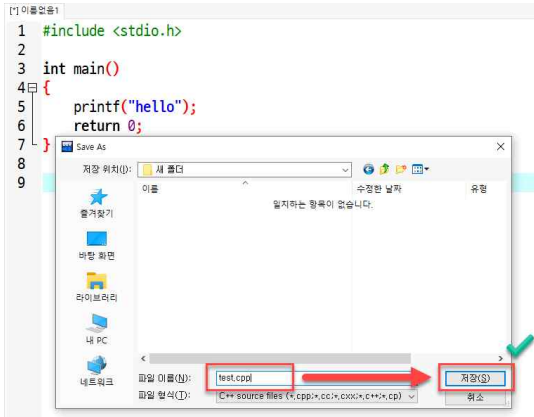 [*] 이름없음1
1 #include <stdio.h>
2
3 int main()
4 {
5 printf("hello");
6 return 0;
7 }
8
9
Save As
저장 위치(I): 새 폴더
이름 수정한 날짜 유형
일치하는 항목이 없습니다.
즐겨찾기
바탕 화면
라이브러리
내 PC
네트워크
파일 이름(N): test.cpp 저장(S)
파일 형식(T): C++ source files (*.cpp;*.cc;*.cxx;*.c++;*.cp) 취소